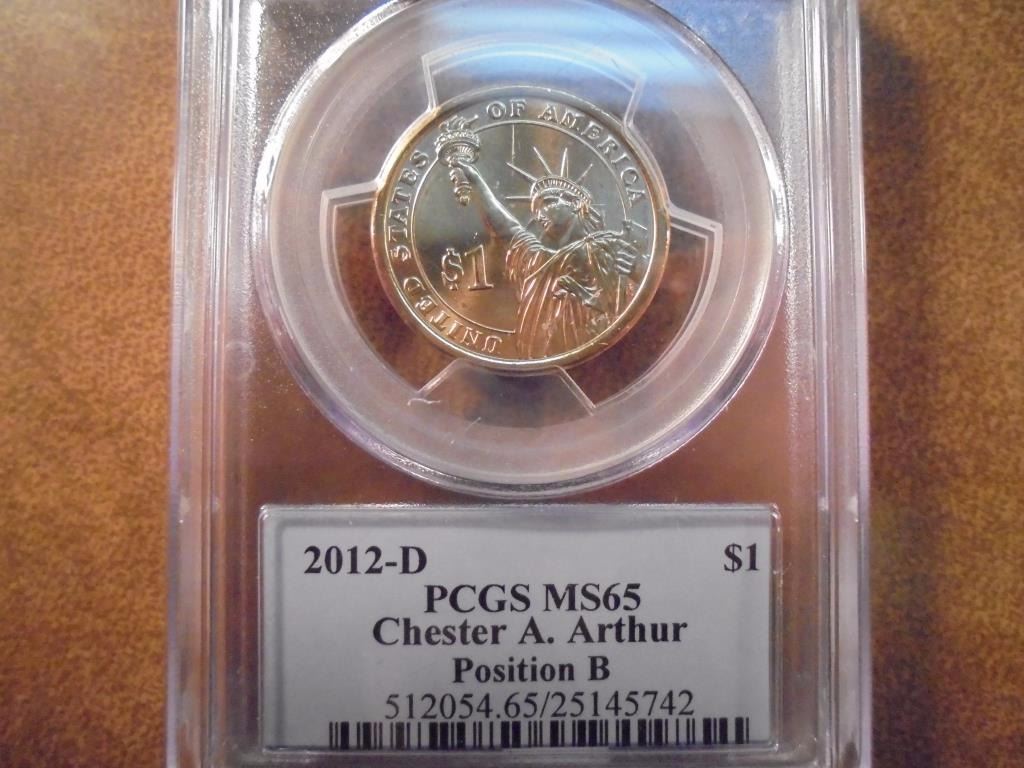 UNITED STATES OF AMERICA
$1
2012-D $1
PCGS MS65
Chester A. Arthur
Position B
512054.65/25145742